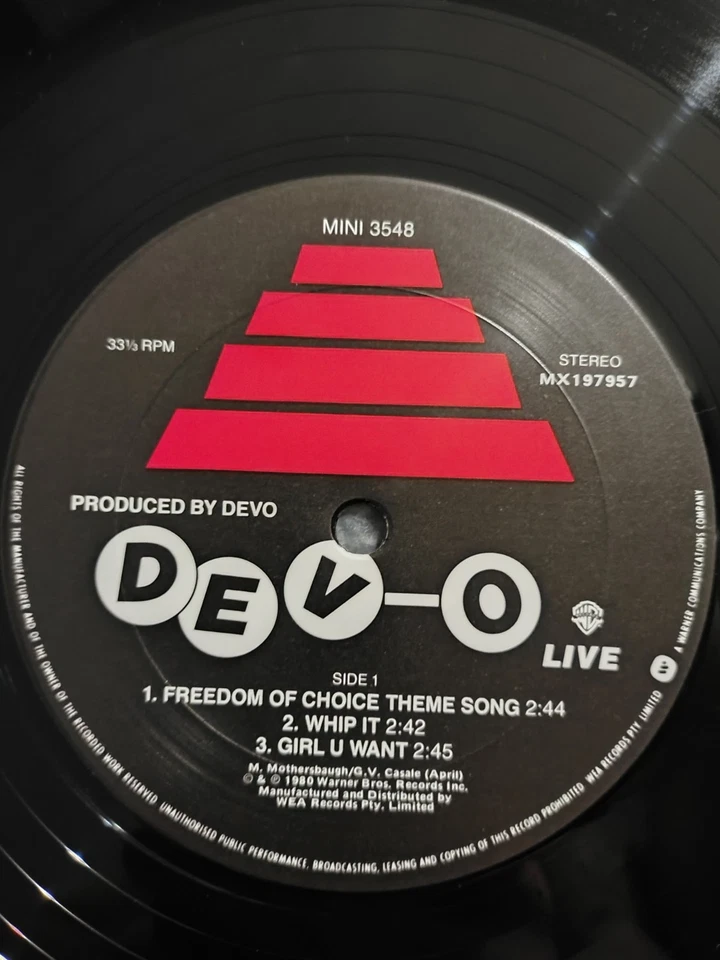 MINI 3548
33⅓ RPM
STEREO
MX197957
PRODUCED BY DEVO
DEV-O
LIVE
SIDE 1
1. FREEDOM OF CHOICE THEME SONG 2:44
2. WHIP IT 2:42
3. GIRL U WANT 2:45
M. Mothersbaugh/G.V. Casale (April)
© & ℗ 1980 Warner Bros. Records Inc.
Manufactured and Distributed by
WEA Records Pty. Limited
ALL RIGHTS OF THE MANUFACTURER AND OF THE OWNER OF THE RECORDED WORK RESERVED. UNAUTHORISED PUBLIC PERFORMANCE, BROADCASTING, LEASING AND COPYING OF THIS RECORD PROHIBITED. WEA RECORDS PTY. LIMITED
A WARNER COMMUNICATIONS COMPANY